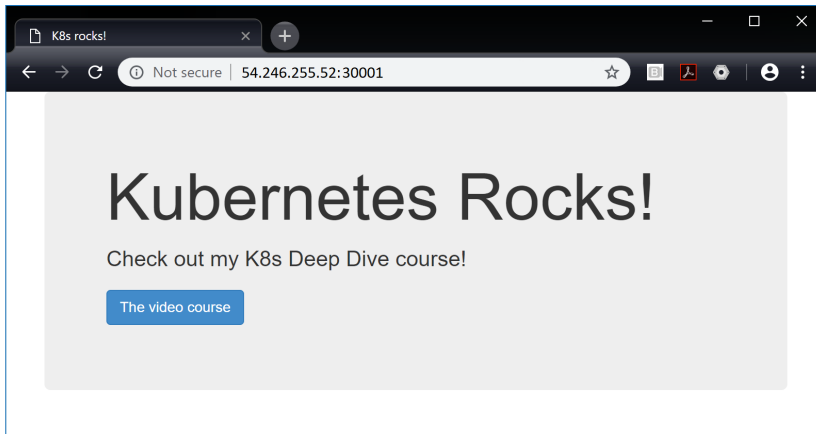 K8s rocks!
Not secure
54.246.255.52:30001
Kubernetes Rocks!
Check out my K8s Deep Dive course!
The video course